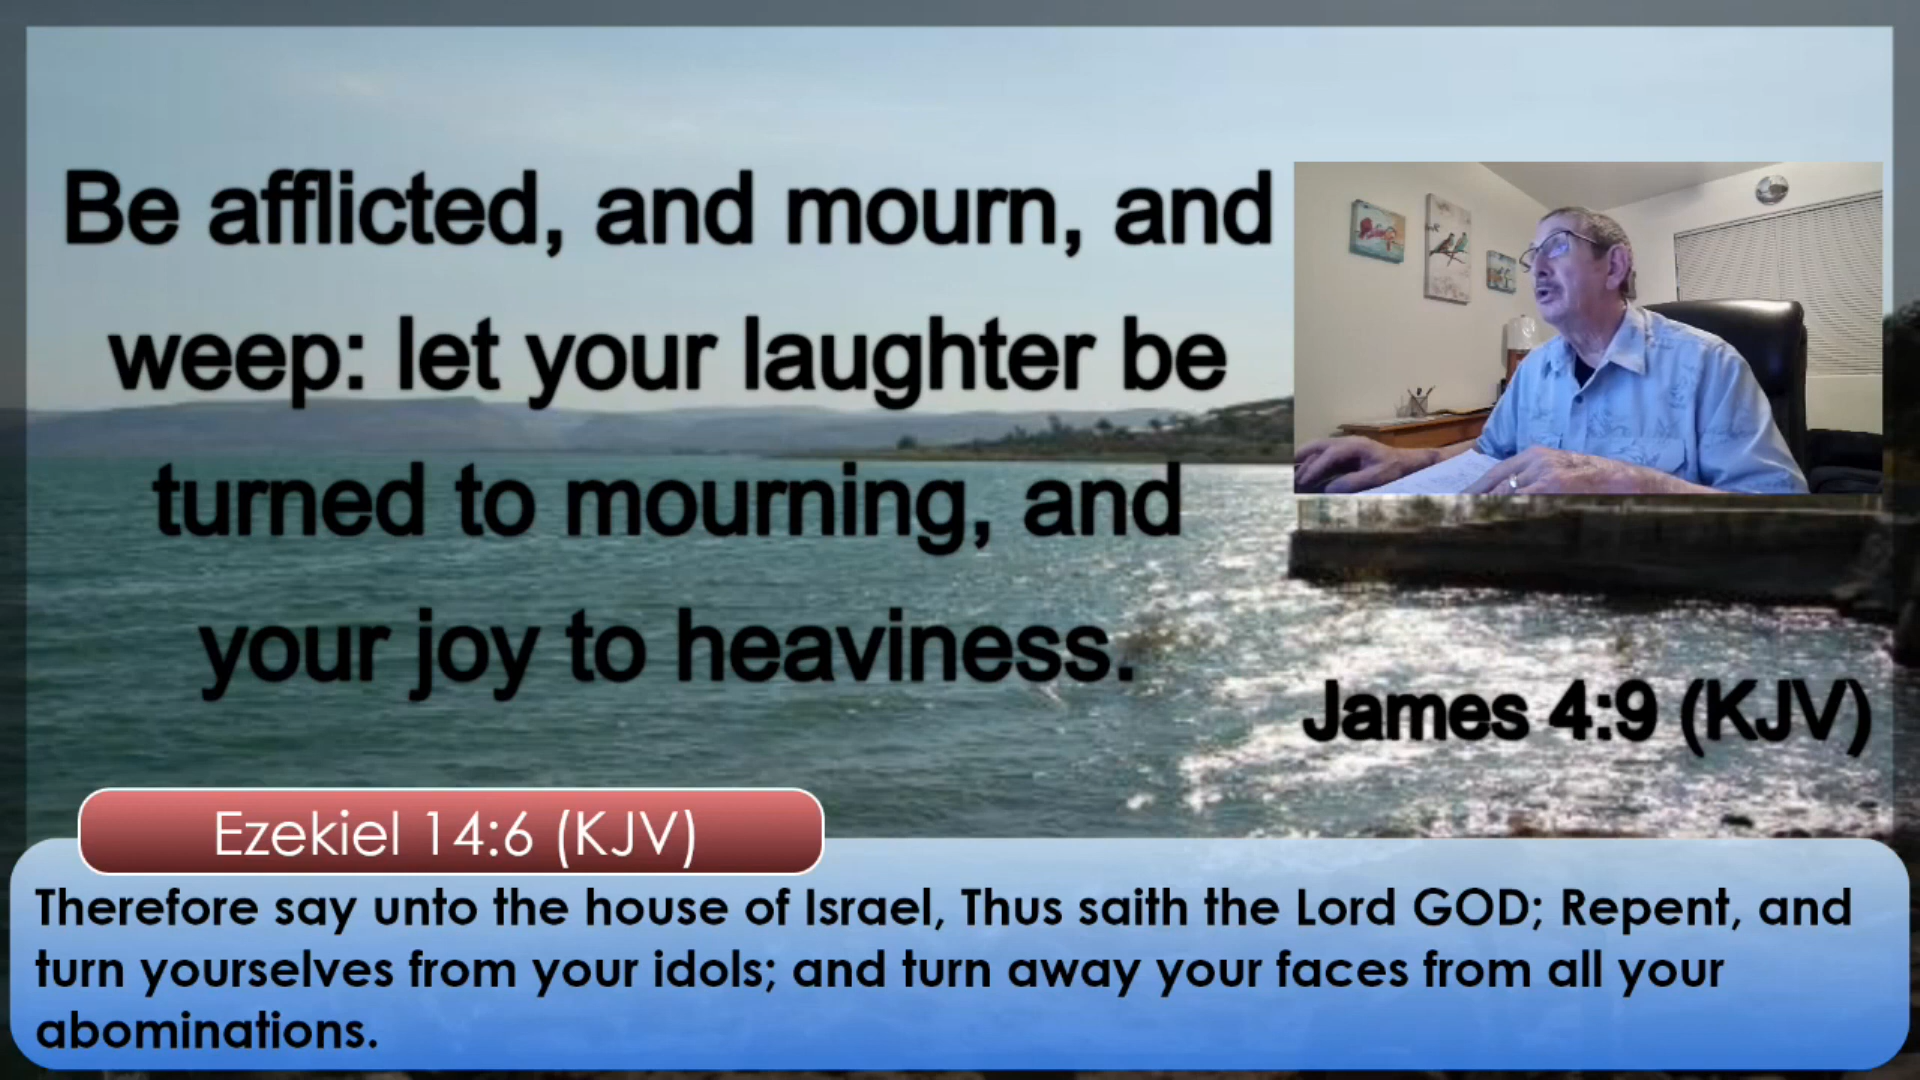 Be afflicted, and mourn, and
weep: let your laughter be
turned to mourning, and
your joy to heaviness.
James 4:9 (KJV)
Ezekiel 14:6 (KJV)
Therefore say unto the house of Israel, Thus saith the Lord GOD; Repent, and
turn yourselves from your idols; and turn away your faces from all your
abominations.